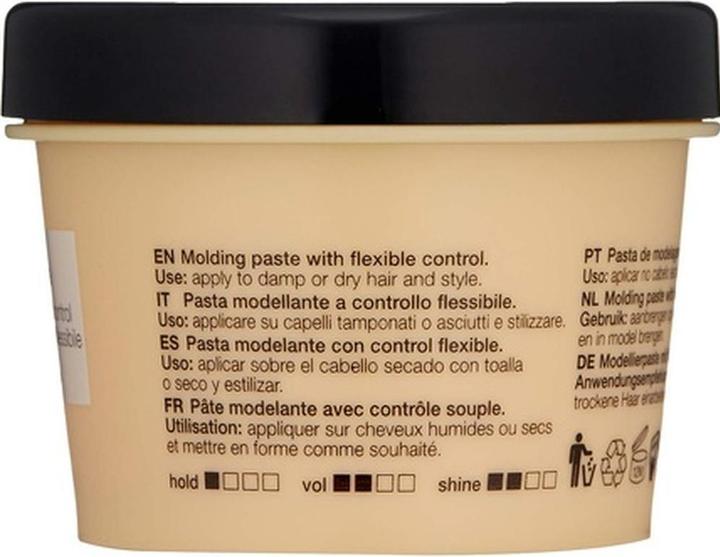 EN Molding paste with flexible control.
Use: apply to damp or dry hair and style.
IT Pasta modellante a controllo flessibile.
Uso: applicare su capelli tamponati o asciutti e stilizzare.
ES Pasta modelante con control flexible.
Uso: aplicar sobre el cabello secado con toalla
o seco y estilizar.
FR Pâte modelante avec contrôle souple.
Utilisation: appliquer sur cheveux humides ou secs
et mettre en forme comme souhaité.
hold vol shine
PT Pasta de
Uso: aplicar no
NL Molding paste
Gebruik:
en in model brengen.
DE Modellierpaste
trockene Haar
12M